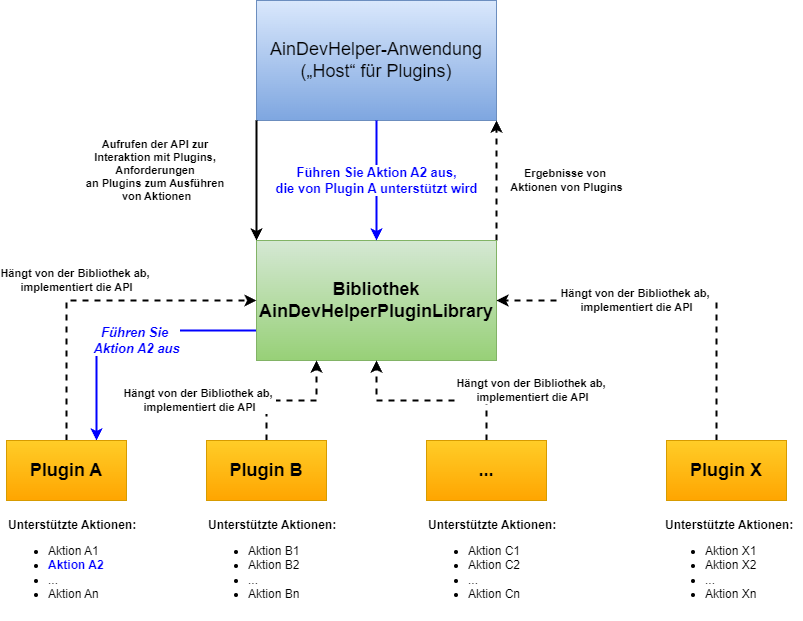 AinDevHelper-Anwendung
(„Host“ für Plugins)
Aufrufen der API zur
Interaktion mit Plugins,
Anforderungen
an Plugins zum Ausführen
von Aktionen
Führen Sie Aktion A2 aus,
die von Plugin A unterstützt wird
Ergebnisse von
Aktionen von Plugins
Hängt von der Bibliothek ab,
implementiert die API
Bibliothek
AinDevHelperPluginLibrary
Hängt von der Bibliothek ab,
implementiert die API
Führen Sie
Aktion A2 aus
Hängt von der Bibliothek ab,
implementiert die API
Hängt von der Bibliothek ab,
implementiert die API
Plugin A
Plugin B
...
Plugin X
Unterstützte Aktionen:
• Aktion A1
• Aktion A2
• ...
• Aktion An
Unterstützte Aktionen:
• Aktion B1
• Aktion B2
• ...
• Aktion Bn
Unterstützte Aktionen:
• Aktion C1
• Aktion C2
• ...
• Aktion Cn
Unterstützte Aktionen:
• Aktion X1
• Aktion X2
• ...
• Aktion Xn